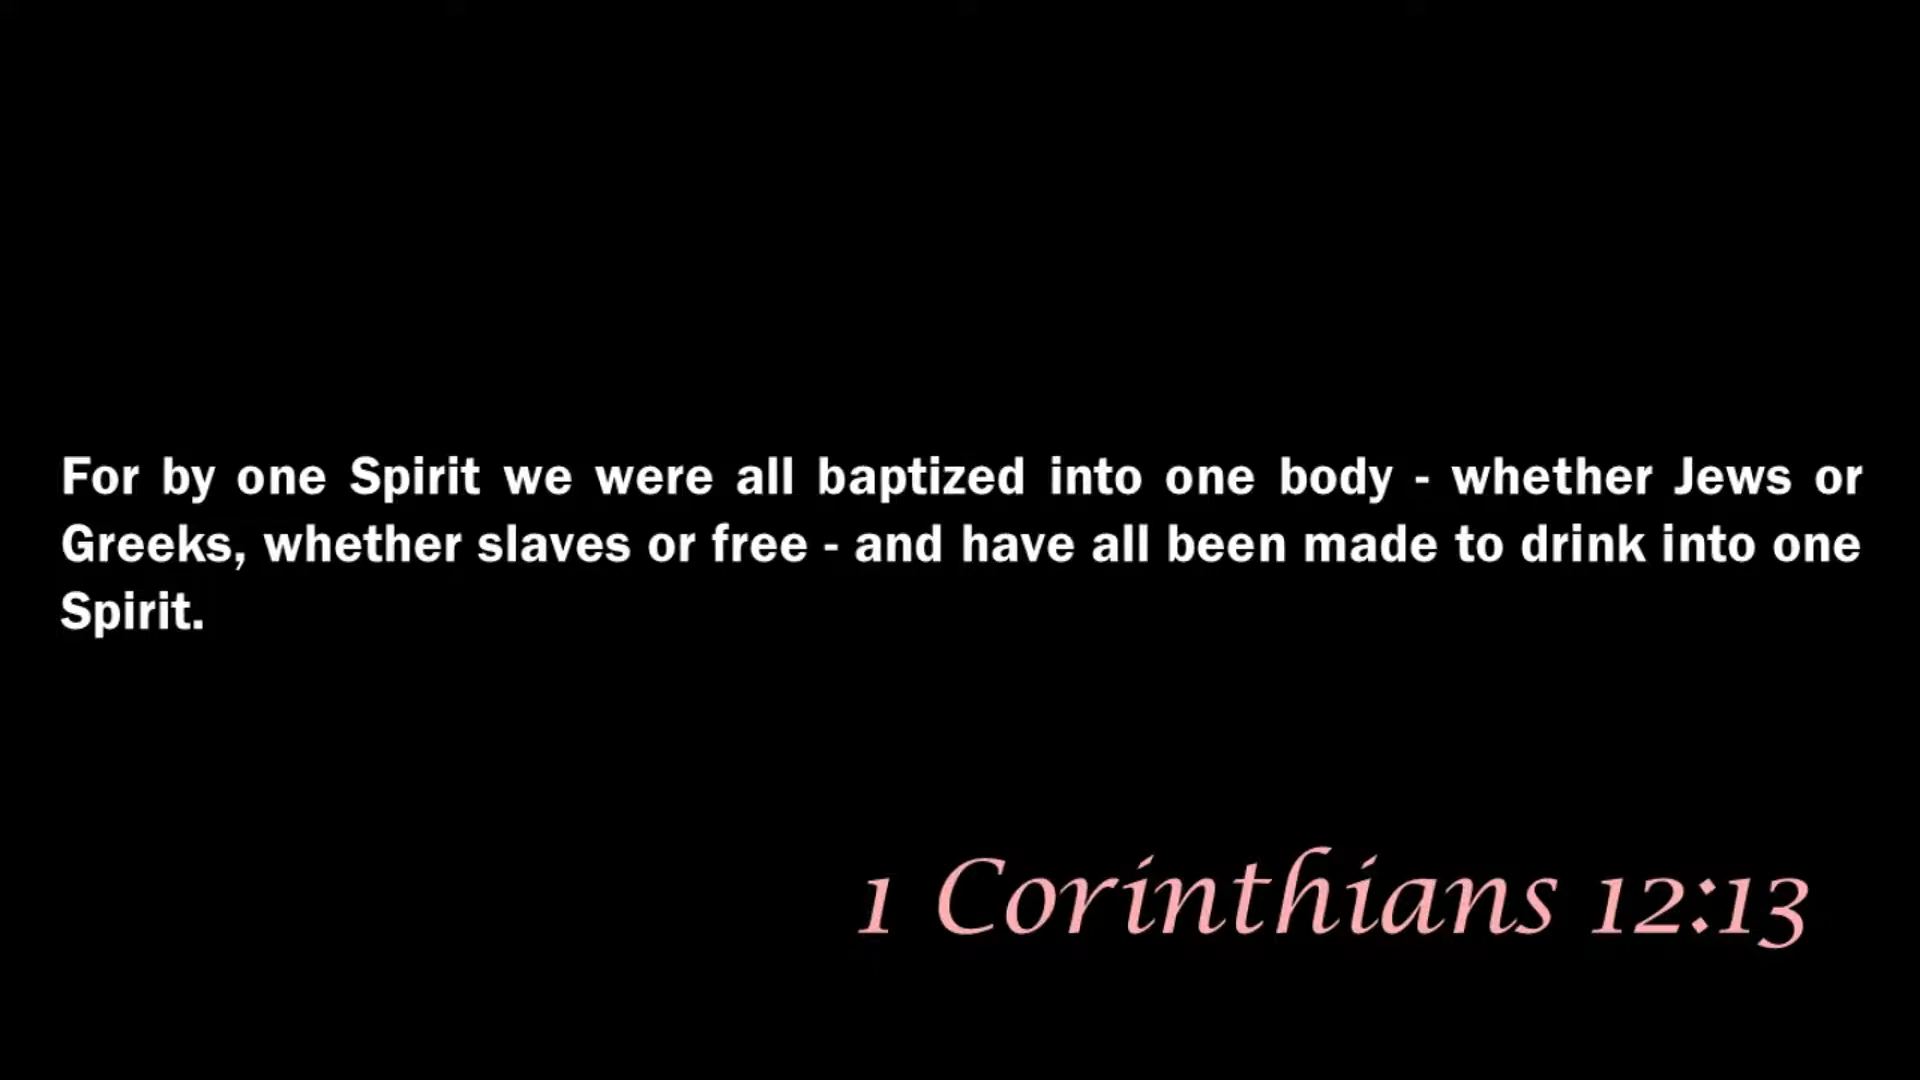 For by one Spirit we were all baptized into one body - whether Jews or
Greeks, whether slaves or free - and have all been made to drink into one
Spirit.
1 Corinthians 12:13